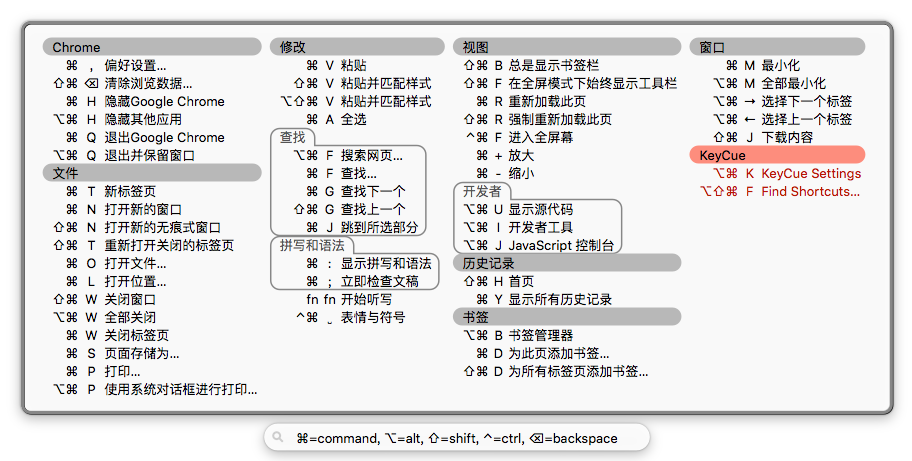 Chrome
⌘ , 偏好设置...
⇧⌘ ⌫ 清除浏览数据...
⌘ H 隐藏Google Chrome
⌥⌘ H 隐藏其他应用
⌘ Q 退出Google Chrome
⌥⌘ Q 退出并保留窗口
文件
⌘ T 新标签页
⌘ N 打开新的窗口
⇧⌘ N 打开新的无痕式窗口
⇧⌘ T 重新打开关闭的标签页
⌘ O 打开文件...
⌘ L 打开位置...
⇧⌘ W 关闭窗口
⌥⌘ W 全部关闭
⌘ W 关闭标签页
⌘ S 页面存储为...
⌘ P 打印...
⌥⌘ P 使用系统对话框进行打印...
修改
⌘ V 粘贴
⇧⌘ V 粘贴并匹配样式
⌥⇧⌘ V 粘贴并匹配样式
⌘ A 全选
查找
⌥⌘ F 搜索网页...
⌘ F 查找...
⌘ G 查找下一个
⇧⌘ G 查找上一个
⌘ J 跳到所选部分
拼写和语法
⌘ : 显示拼写和语法
⌘ ; 立即检查文稿
fn fn 开始听写
^⌘ ⎵ 表情与符号
视图
⇧⌘ B 总是显示书签栏
⇧⌘ F 在全屏模式下始终显示工具栏
⌘ R 重新加载此页
⇧⌘ R 强制重新加载此页
^⌘ F 进入全屏幕
⌘ + 放大
⌘ - 缩小
开发者
⌥⌘ U 显示源代码
⌥⌘ I 开发者工具
⌥⌘ J JavaScript 控制台
历史记录
⇧⌘ H 首页
⌘ Y 显示所有历史记录
书签
⌥⌘ B 书签管理器
⌘ D 为此页添加书签...
⇧⌘ D 为所有标签页添加书签...
窗口
⌘ M 最小化
⌥⌘ M 全部最小化
⌥⌘ → 选择下一个标签
⌥⌘ ← 选择上一个标签
⇧⌘ J 下载内容
KeyCue
⌥⌘ K KeyCue Settings
⌥⇧⌘ F Find Shortcuts...
⌘=command, ⌥=alt, ⇧=shift, ^=ctrl, ⌫=backspace